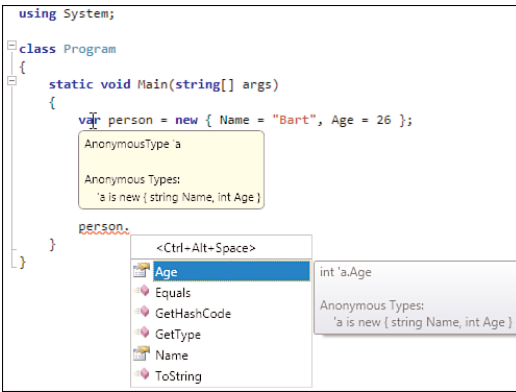 using System;
class Program
{
static void Main(string[] args)
{
var person = new { Name = "Bart", Age = 26 };
AnonymousType 'a
Anonymous Types:
'a is new { string Name, int Age }
person.
}
}
<Ctrl+Alt+Space>
Age
Equals
GetHashCode
GetType
Name
ToString
int 'a.Age
Anonymous Types:
'a is new { string Name, int Age }